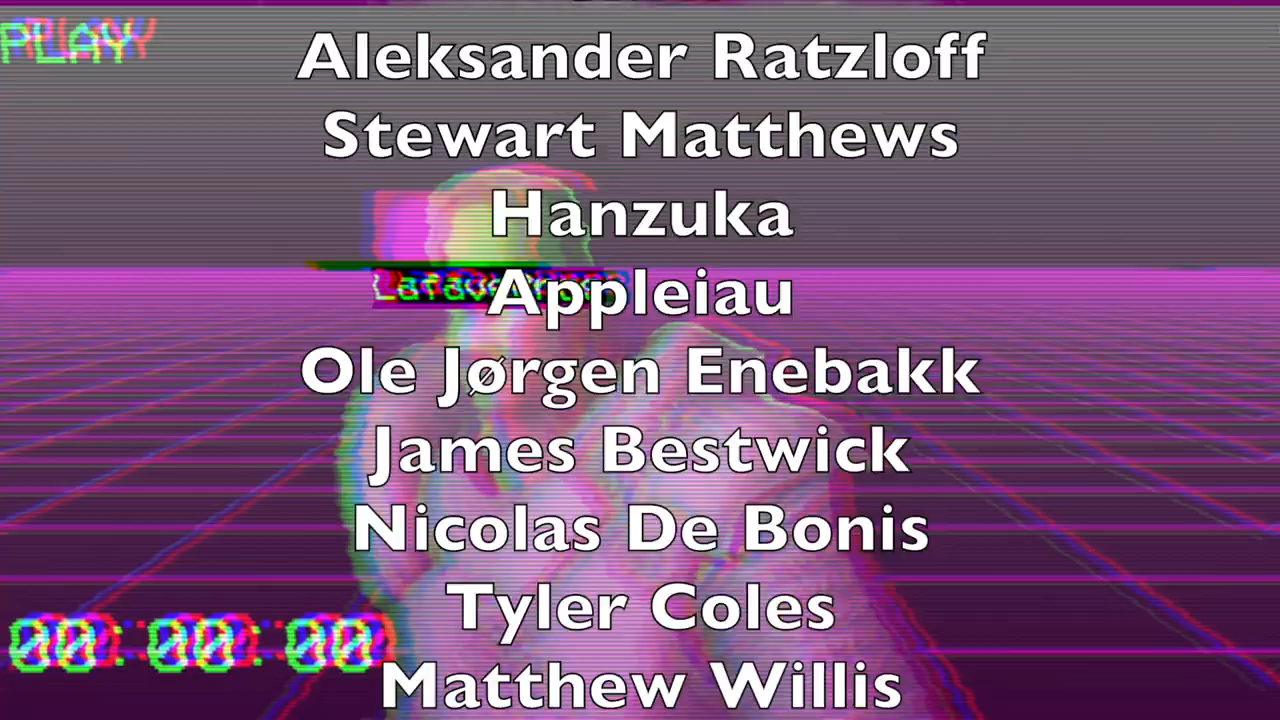 PLAY
Aleksander Ratzloff
Stewart Matthews
Hanzuka
Appleiau
Ole Jørgen Enebakk
James Bestwick
Nicolas De Bonis
Tyler Coles
00:00:00
Matthew Willis